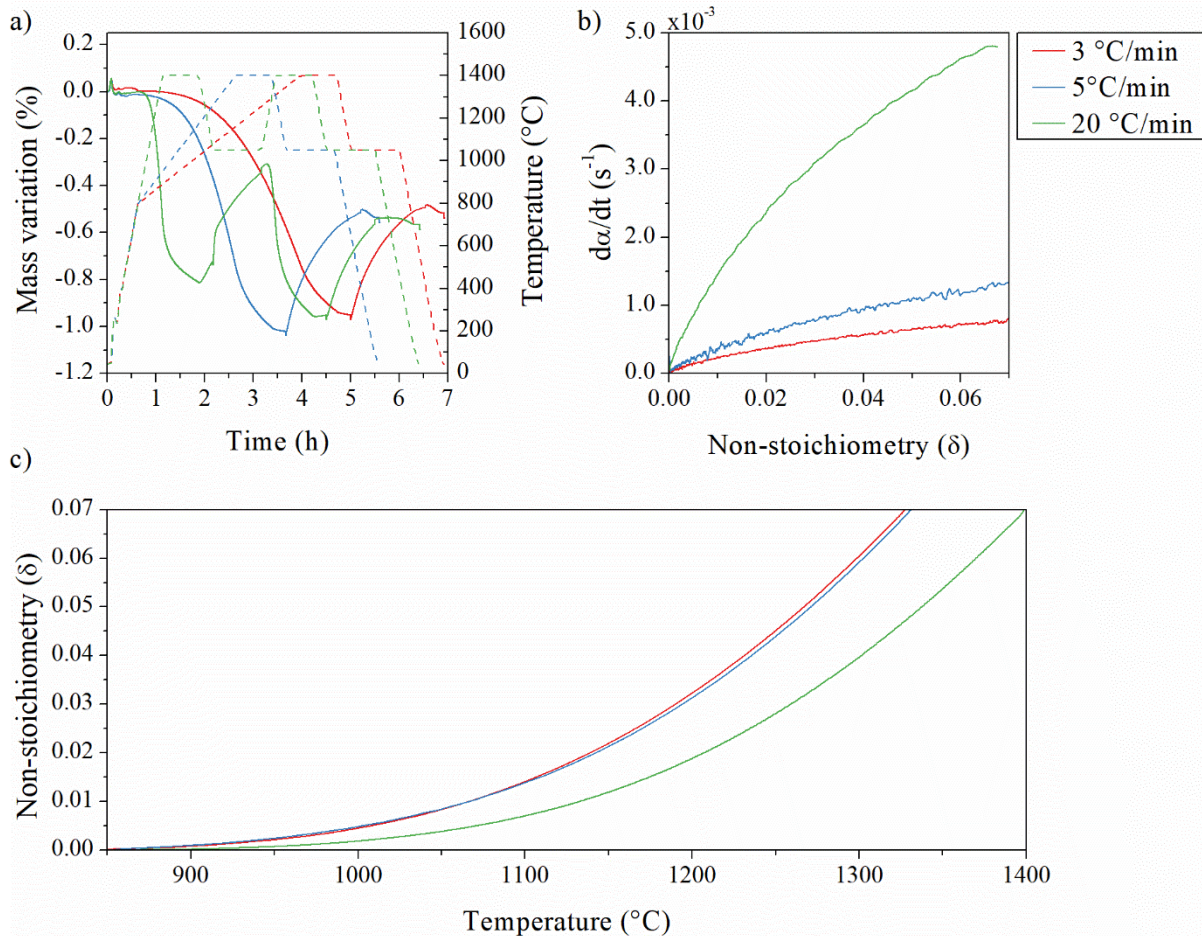 a)
Mass variation (%)
0.2
0.0
-0.2
-0.4
-0.6
-0.8
-1.0
-1.2
0 1 2 3 4 5 6 7
Time (h)
1600
1400
1200
1000
800
600
400
200
0
Temperature (°C)
b)
x10⁻³
dα/dt (s⁻¹)
5.0
4.0
3.0
2.0
1.0
0.0
0.00 0.02 0.04 0.06
Non-stoichiometry (δ)
3 °C/min
5°C/min
20 °C/min
c)
Non-stoichiometry (δ)
0.07
0.06
0.05
0.04
0.03
0.02
0.01
0.00
900 1000 1100 1200 1300 1400
Temperature (°C)